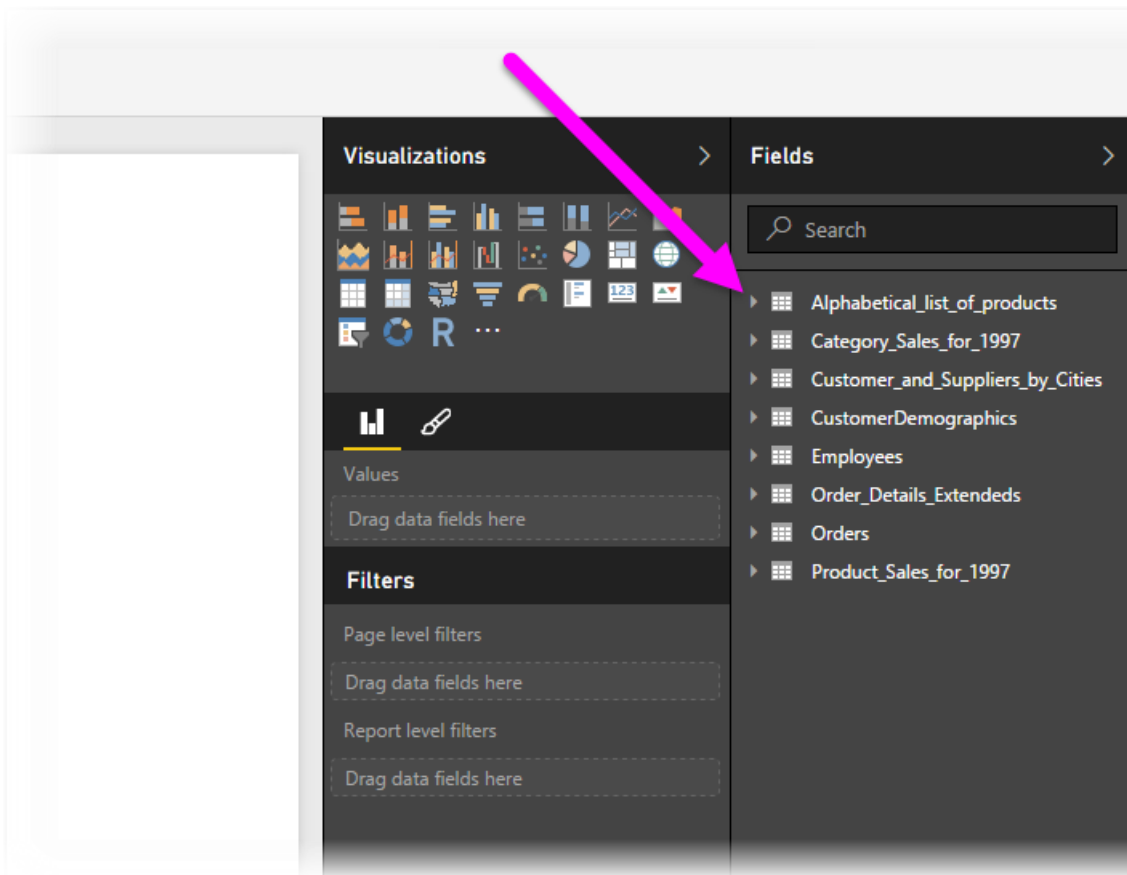 Visualizations
123
R
Values
Drag data fields here
Filters
Page level filters
Drag data fields here
Report level filters
Drag data fields here
Fields
Search
Alphabetical_list_of_products
Category_Sales_for_1997
Customer_and_Suppliers_by_Cities
CustomerDemographics
Employees
Order_Details_Extendeds
Orders
Product_Sales_for_1997